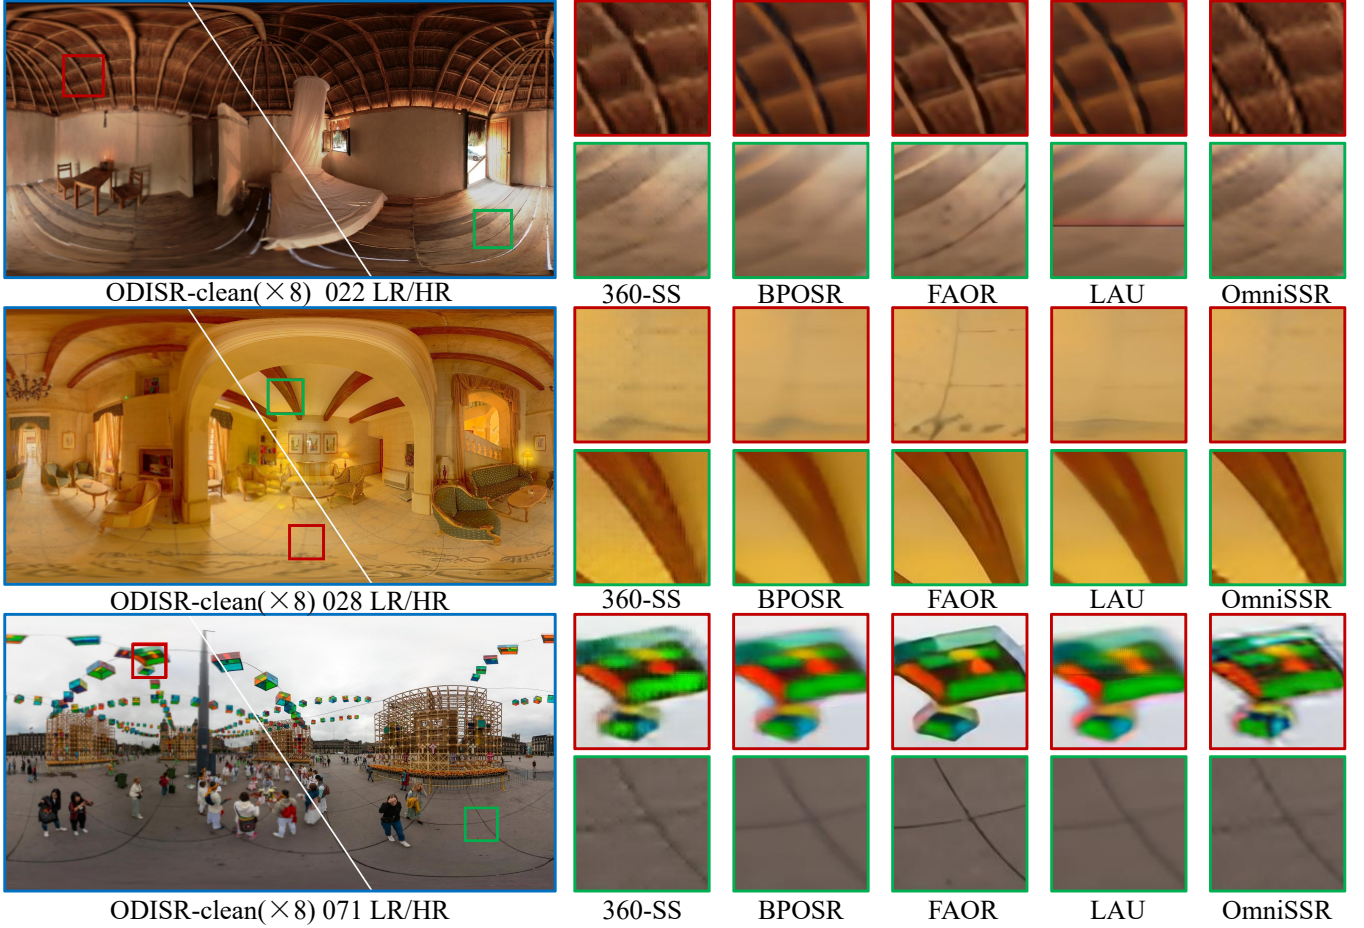 ODISR-clean(×8) 022 LR/HR 360-SS BPOSR FAOR LAU OmniSSR
ODISR-clean(×8) 028 LR/HR 360-SS BPOSR FAOR LAU OmniSSR
ODISR-clean(×8) 071 LR/HR 360-SS BPOSR FAOR LAU OmniSSR